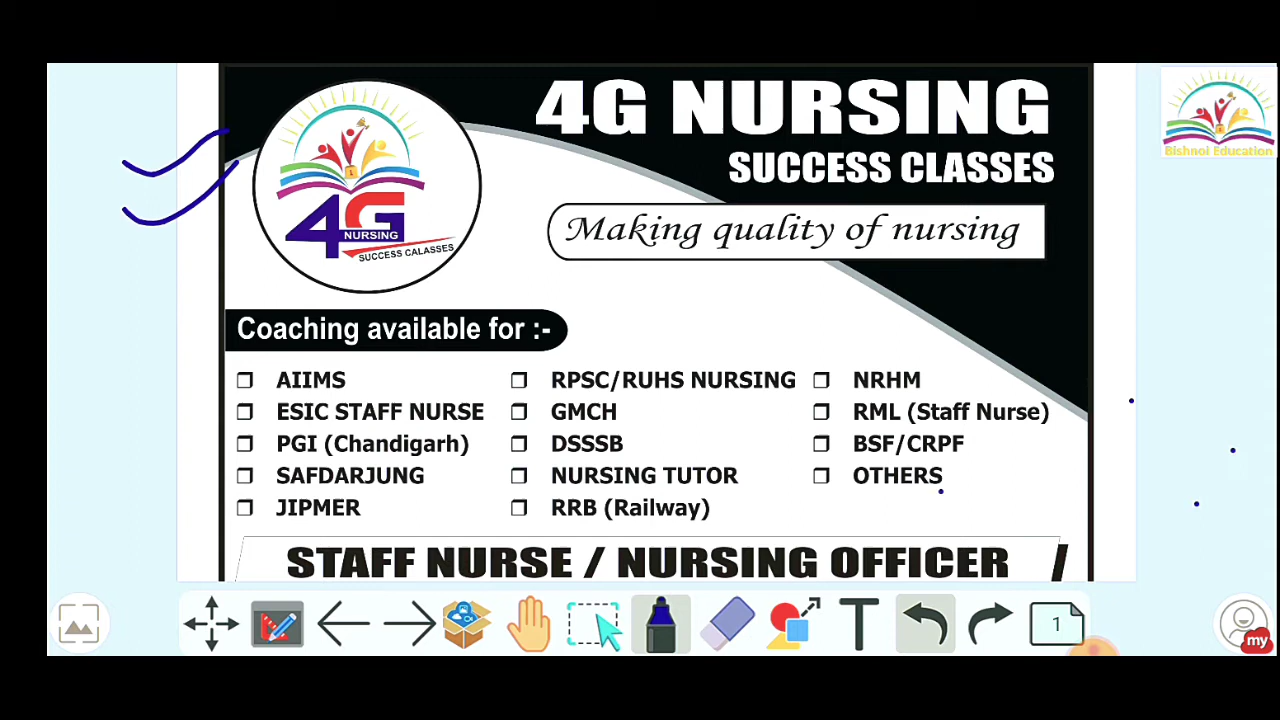 4G NURSING
SUCCESS CLASSES
Making quality of nursing
4G
NURSING
SUCCESS CALASSES
Bishnoi Education
Coaching available for :-
❐ AIIMS
❐ ESIC STAFF NURSE
❐ PGI (Chandigarh)
❐ SAFDARJUNG
❐ JIPMER
❐ RPSC/RUHS NURSING
❐ GMCH
❐ DSSSB
❐ NURSING TUTOR
❐ RRB (Railway)
❐ NRHM
❐ RML (Staff Nurse)
❐ BSF/CRPF
❐ OTHERS
STAFF NURSE / NURSING OFFICER
T
1
my